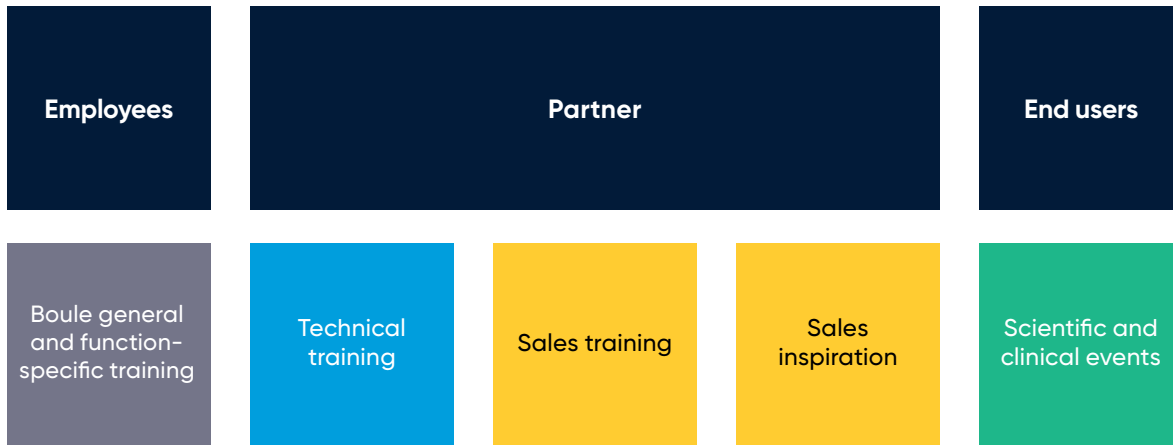 Employees
Partner
End users
Boule general
and function-
specific training
Technical
training
Sales training
Sales
inspiration
Scientific and
clinical events